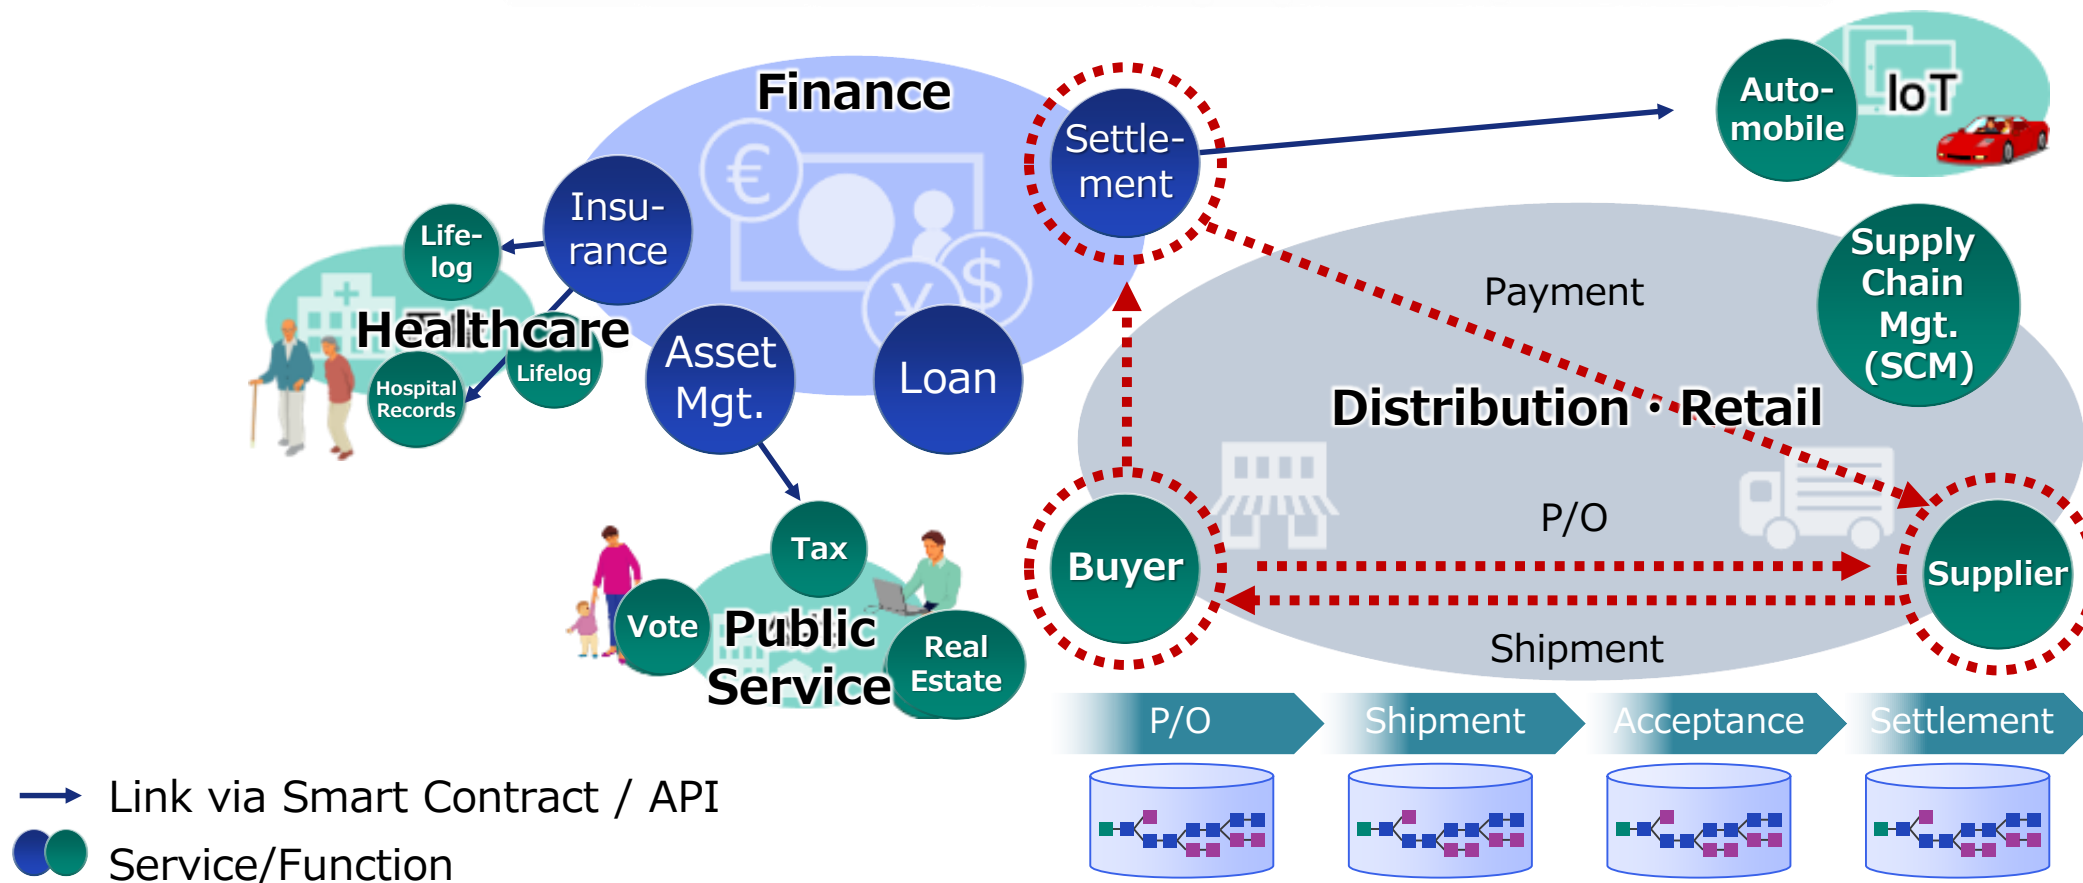 Finance
Settle-
ment
Auto-
mobile
IoT
Insu-
rance
Life-
log
Healthcare
Lifelog
Hospital
Records
Asset
Mgt.
Loan
Payment
Supply
Chain
Mgt.
(SCM)
Distribution・Retail
P/O
Buyer
Supplier
Shipment
Tax
Vote
Public
Service
Real
Estate
P/O
Shipment
Acceptance
Settlement
Link via Smart Contract / API
Service/Function
€
¥
$